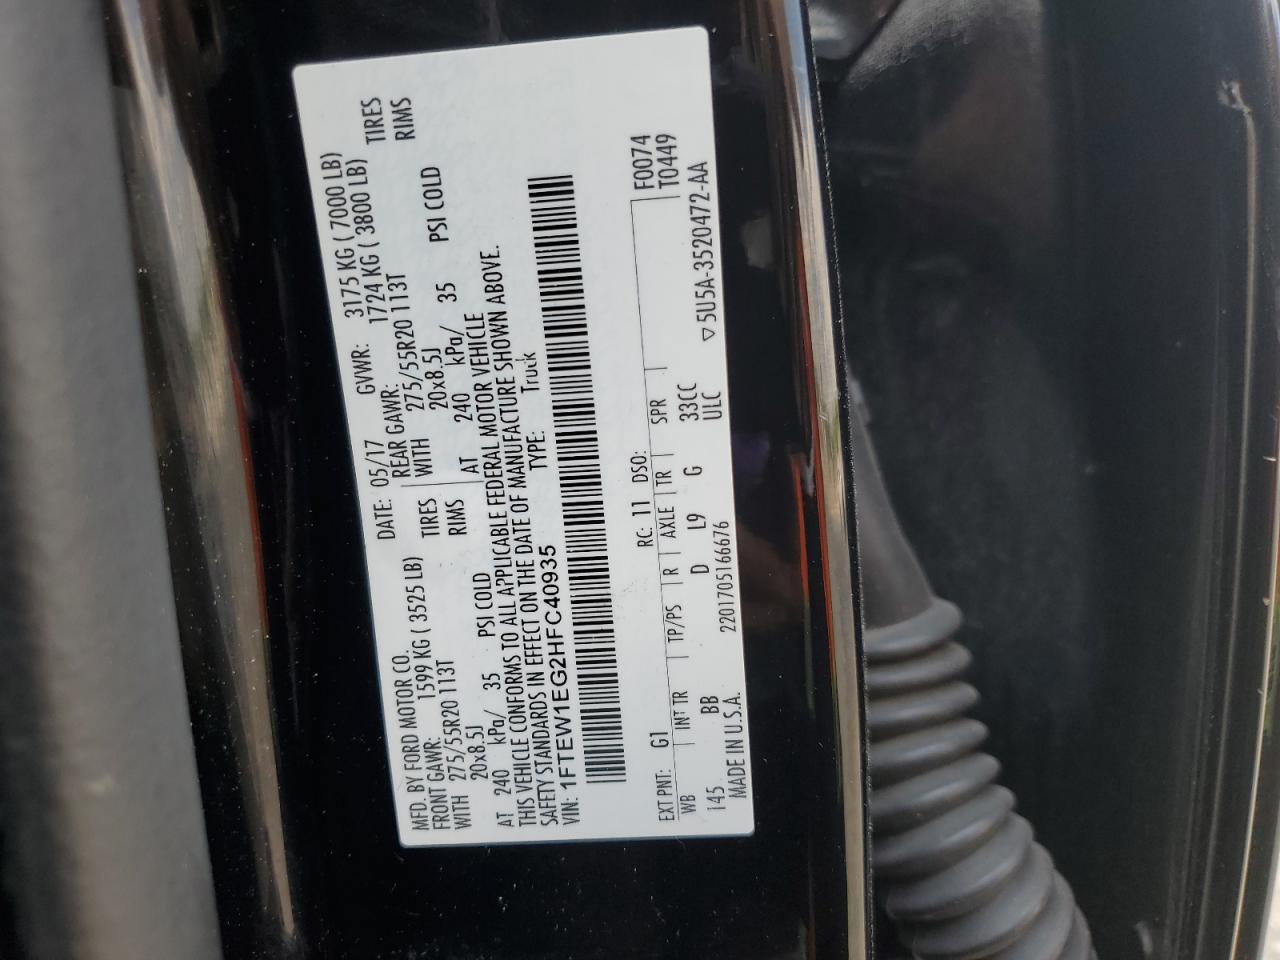 MFD. BY FORD MOTOR CO. DATE: 05/17 GVWR: 3175 KG ( 7000 LB)
FRONT GAWR: 1599 KG ( 3525 LB) REAR GAWR: 1724 KG ( 3800 LB)
WITH 275/55R20 113T TIRES WITH 275/55R20 113T TIRES
20x8.5J RIMS 20x8.5J RIMS
AT 240 kPa/ 35 PSI COLD AT 240 kPa/ 35 PSI COLD
THIS VEHICLE CONFORMS TO ALL APPLICABLE FEDERAL MOTOR VEHICLE
SAFETY STANDARDS IN EFFECT ON THE DATE OF MANUFACTURE SHOWN ABOVE.
VIN: 1FTEW1EG2HFC40935 TYPE: Truck
EXT PNT: G1 RC: 11 DSO: F0074
WB INT TR TP/PS R AXLE TR SPR T0449
145 BB D L9 G 33CC
ULC
MADE IN U.S.A. 2201705166676 ▽5U5A-3520472-AA